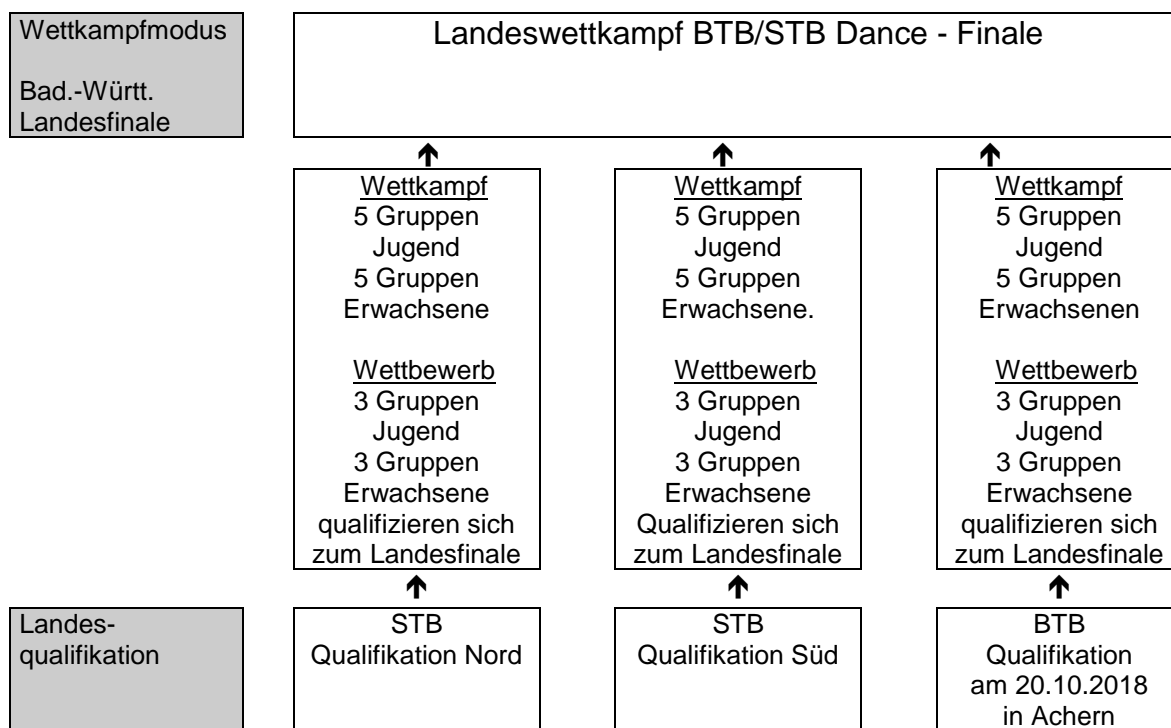 Wettkampfmodus
Bad.-Württ.
Landesfinale
Landeswettkampf BTB/STB Dance - Finale
Wettkampf
5 Gruppen
Jugend
5 Gruppen
Erwachsene
Wettbewerb
3 Gruppen
Jugend
3 Gruppen
Erwachsene
qualifizieren sich
zum Landesfinale
Wettkampf
5 Gruppen
Jugend
5 Gruppen
Erwachsene.
Wettbewerb
3 Gruppen
Jugend
3 Gruppen
Erwachsene
Qualifizieren sich
zum Landesfinale
Wettkampf
5 Gruppen
Jugend
5 Gruppen
Erwachsenen
Wettbewerb
3 Gruppen
Jugend
3 Gruppen
Erwachsene
qualifizieren sich
zum Landesfinale
Landes-
qualifikation
STB
Qualifikation Nord
STB
Qualifikation Süd
BTB
Qualifikation
am 20.10.2018
in Achern